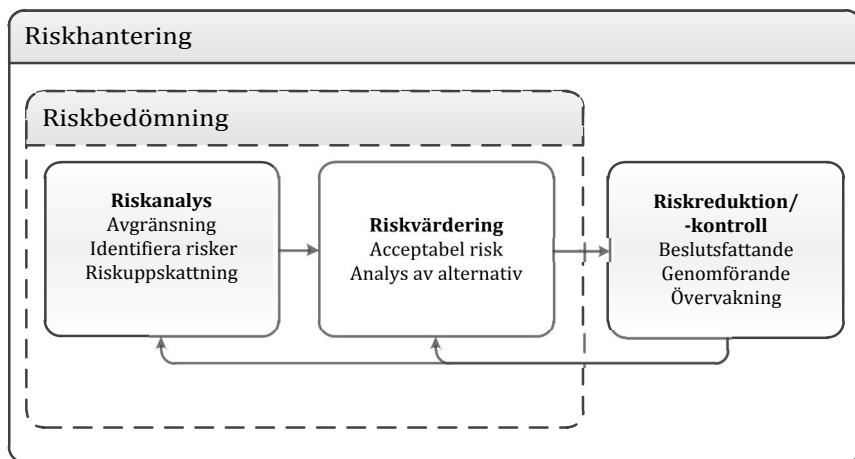 Riskhantering
Riskbedömning
Riskanalys
Avgränsning
Identifiera risker
Riskuppskattning
Riskvärdering
Acceptabel risk
Analys av alternativ
Riskreduktion/
-kontroll
Beslutsfattande
Genomförande
Övervakning